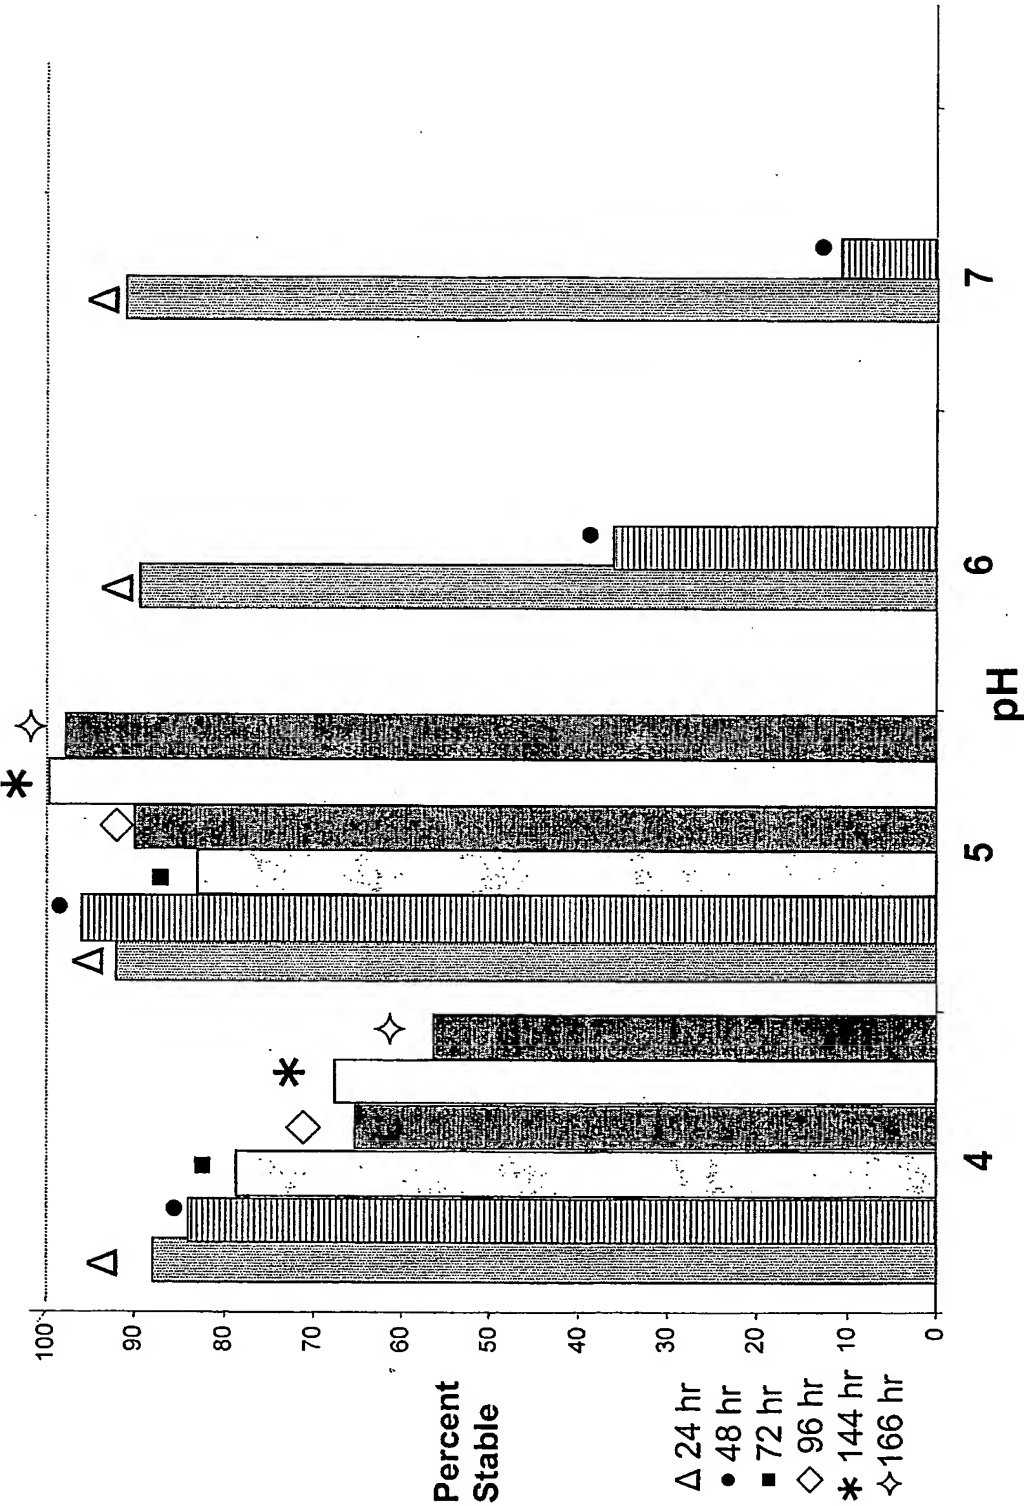 100
90
80
70
60
50
40
30
20
10
0
Percent
Stable
△ 24 hr
● 48 hr
■ 72 hr
◇ 96 hr
* 144 hr
✧ 166 hr
4
5
6
7
pH